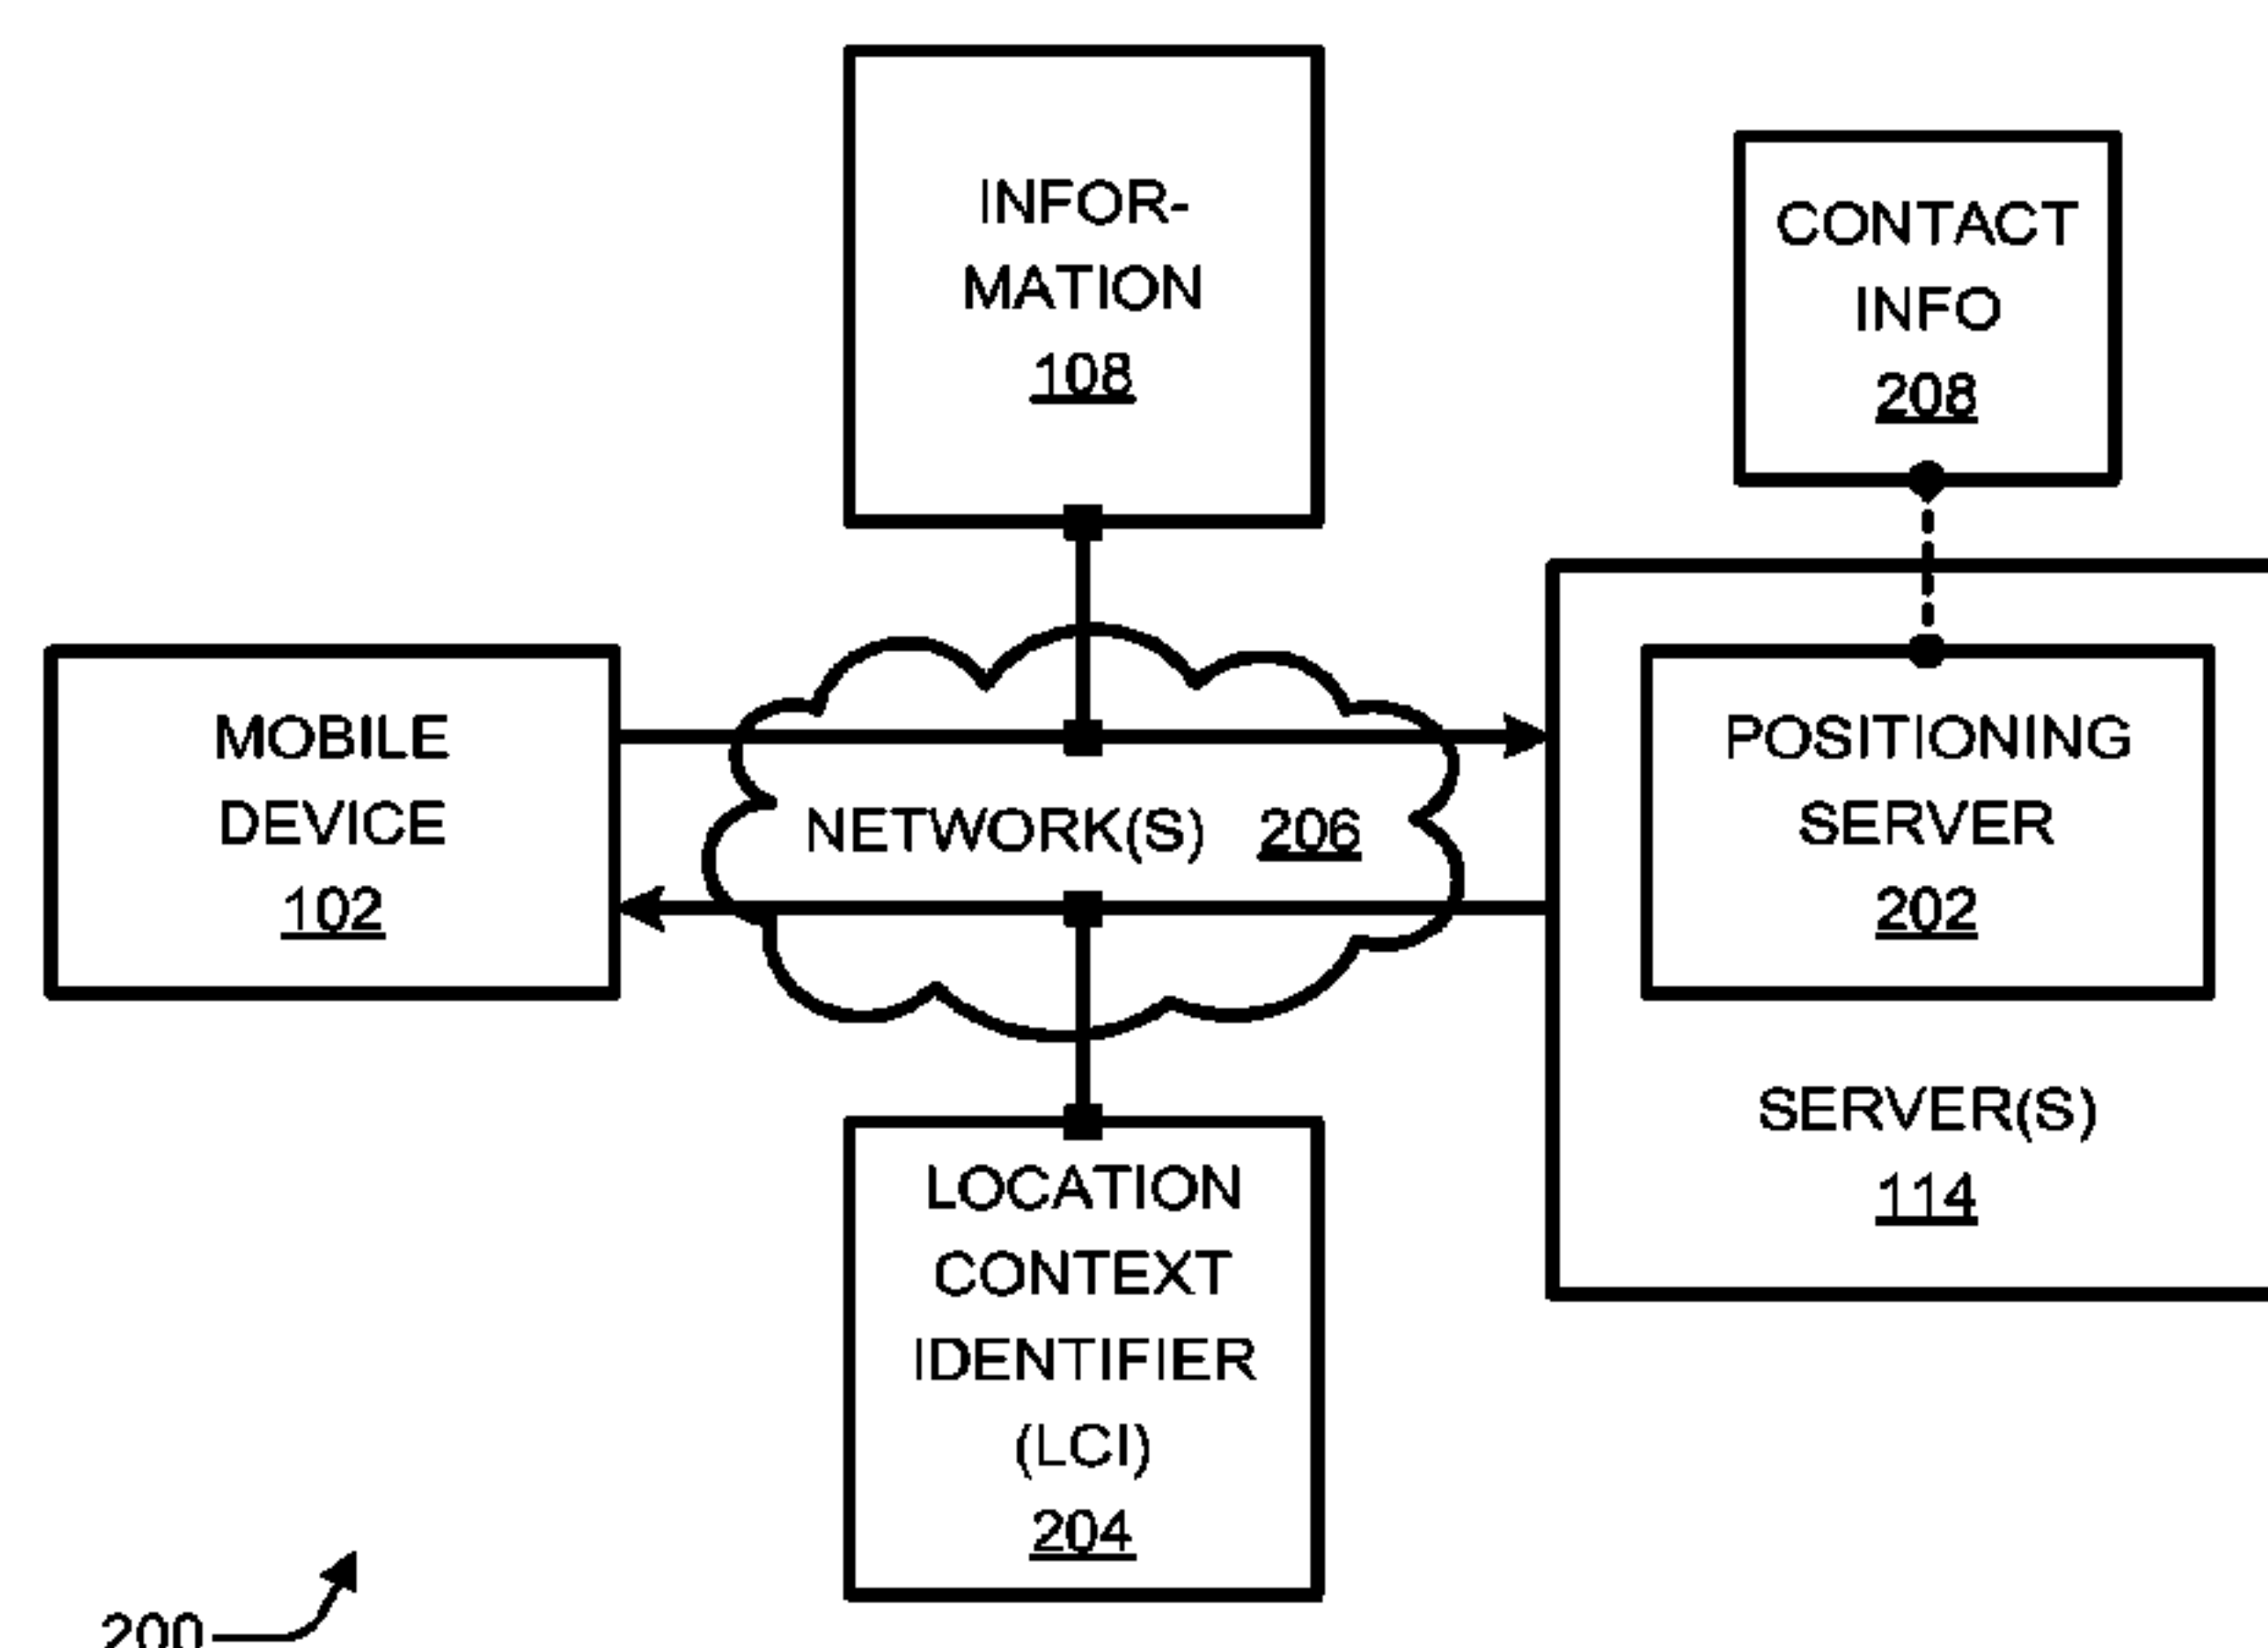 INFOR-
MATION
108
CONTACT
INFO
208
MOBILE
DEVICE
102
NETWORK(S) 206
POSITIONING
SERVER
202
SERVER(S)
114
LOCATION
CONTEXT
IDENTIFIER
(LCI)
204
200